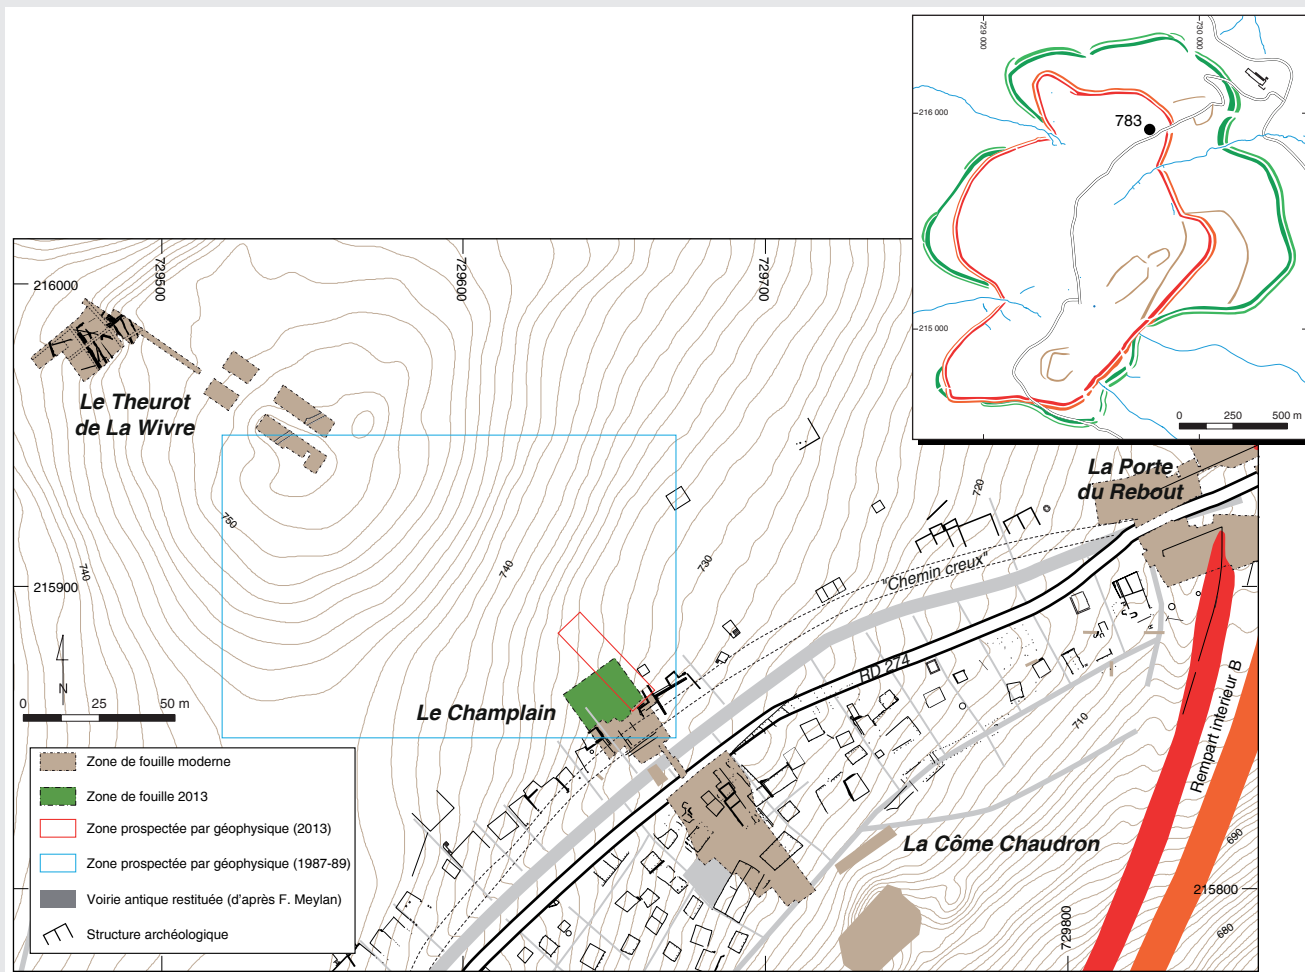 729 000
730 000
216 000
783
215 000
0 250 500 m
216000
729500
729600
729700
Le Theurot
de La Wivre
La Porte
du Rebout
720
750
740
740
730
"Chemin creux"
215900
RD 274
N
0 25 50 m
Le Champlain
710
Rempart interieur B
Zone de fouille moderne
Zone de fouille 2013
Zone prospectée par géophysique (2013)
Zone prospectée par géophysique (1987-89)
Voirie antique restituée (d'après F. Meylan)
Structure archéologique
La Côme Chaudron
690
215800
729800
680